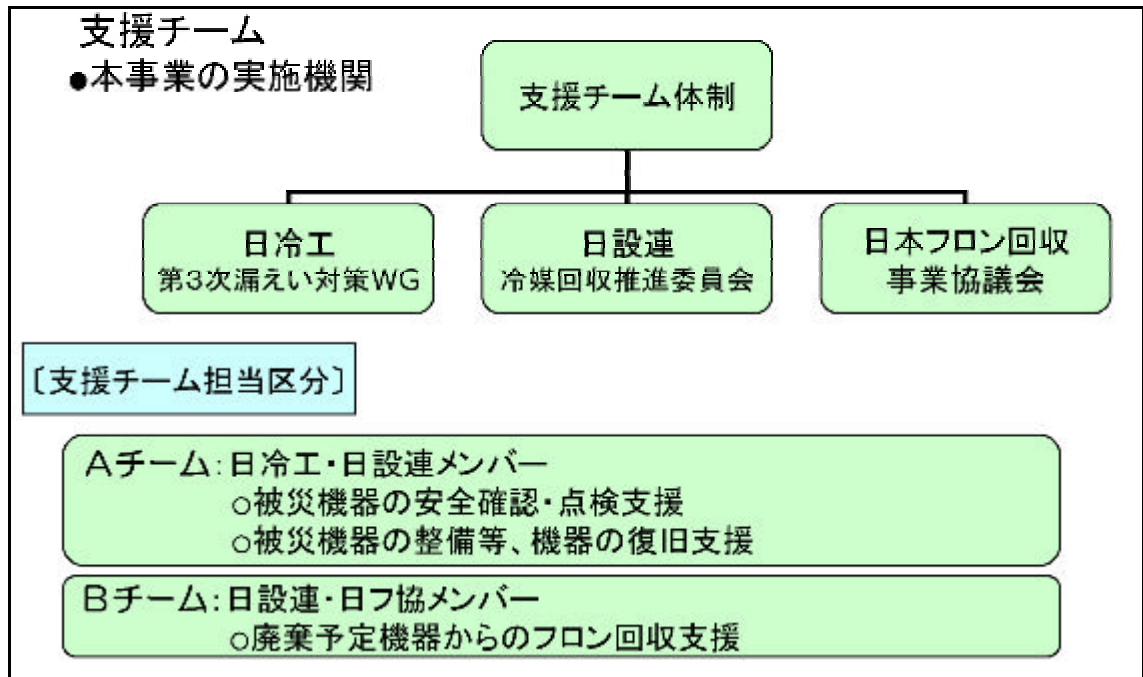 支援チーム
●本事業の実施機関
支援チーム体制
日冷工
第3次漏えい対策WG
日設連
冷媒回収推進委員会
日本フロン回収
事業協議会
〔支援チーム担当区分〕
Aチーム:日冷工・日設連メンバー
○被災機器の安全確認・点検支援
○被災機器の整備等、機器の復旧支援
Bチーム:日設連・日フ協メンバー
○廃棄予定機器からのフロン回収支援